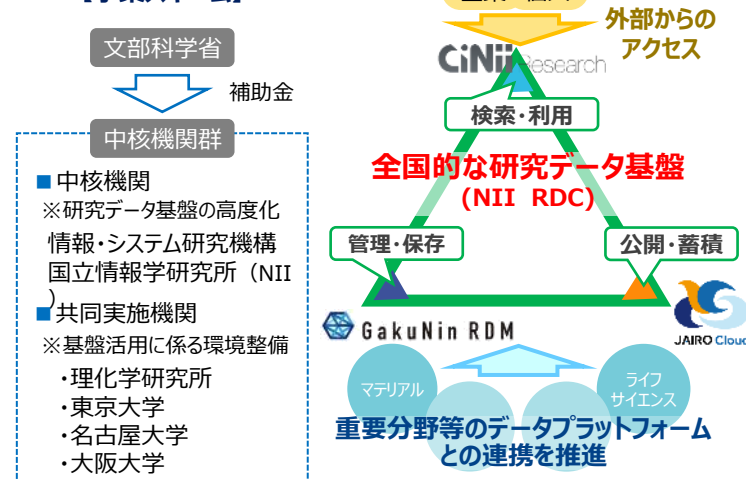 文部科学省
補助金
中核機関群
■中核機関
※研究データ基盤の高度化
情報・システム研究機構
国立情報学研究所（NII
）
■共同実施機関
※基盤活用に係る環境整備
・理化学研究所
・東京大学
・名古屋大学
・大阪大学
外部からの
アクセス
CiNii Research
検索・利用
全国的な研究データ基盤
(NII RDC)
管理・保存
公開・蓄積
GakuNin RDM
JAIRO Cloud
マテリアル
ライフ
サイエンス
重要分野等のデータプラットフォーム
との連携を推進